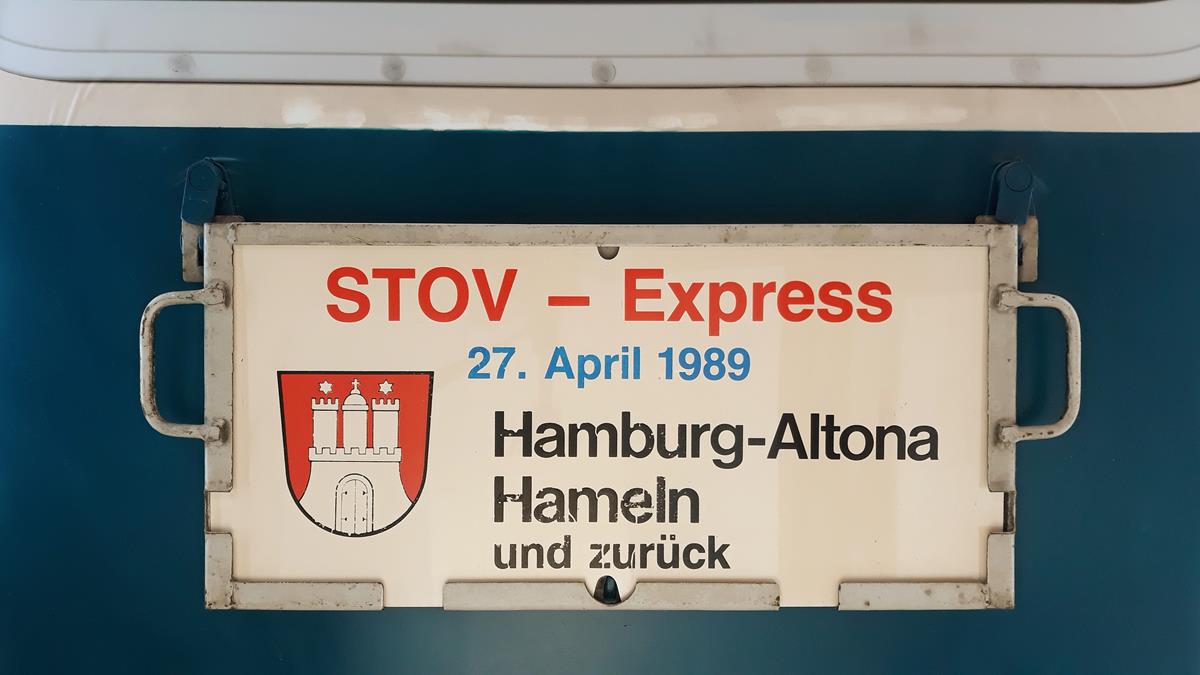 STOV – Express
27. April 1989
Hamburg-Altona
Hameln
und zurück